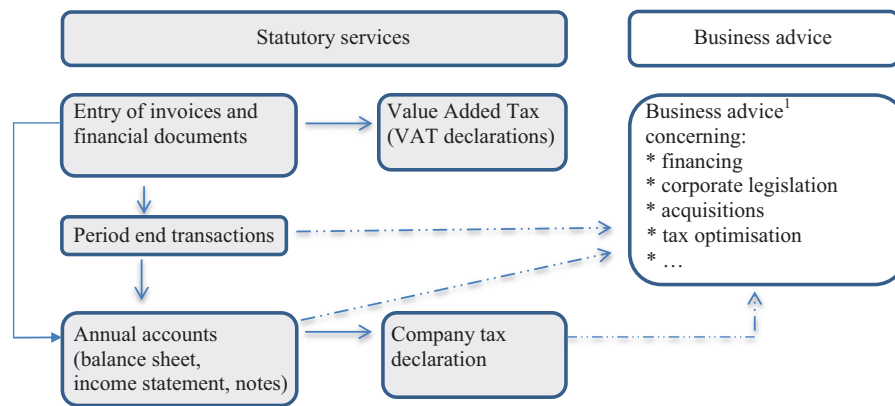 Statutory services
Business advice
Entry of invoices and
financial documents
Value Added Tax
(VAT declarations)
Business advice¹
concerning:
* financing
* corporate legislation
* acquisitions
* tax optimisation
* …
Period end transactions
Annual accounts
(balance sheet,
income statement, notes)
Company tax
declaration